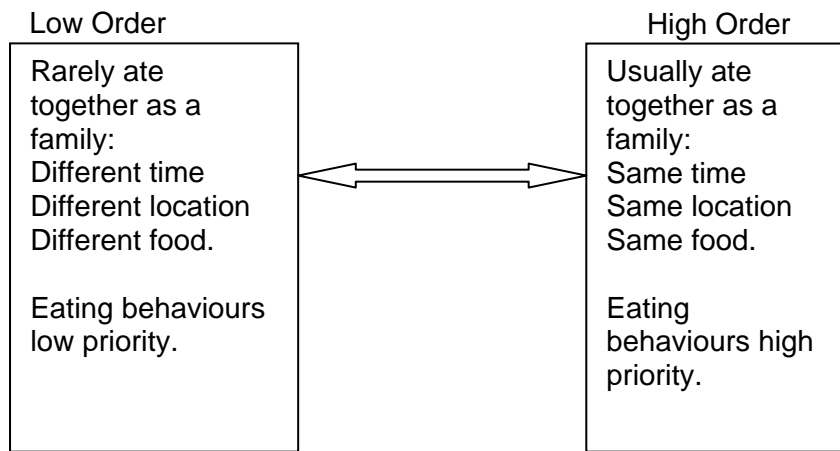 Low Order
Rarely ate
together as a
family:
Different time
Different location
Different food.
Eating behaviours
low priority.
High Order
Usually ate
together as a
family:
Same time
Same location
Same food.
Eating
behaviours high
priority.